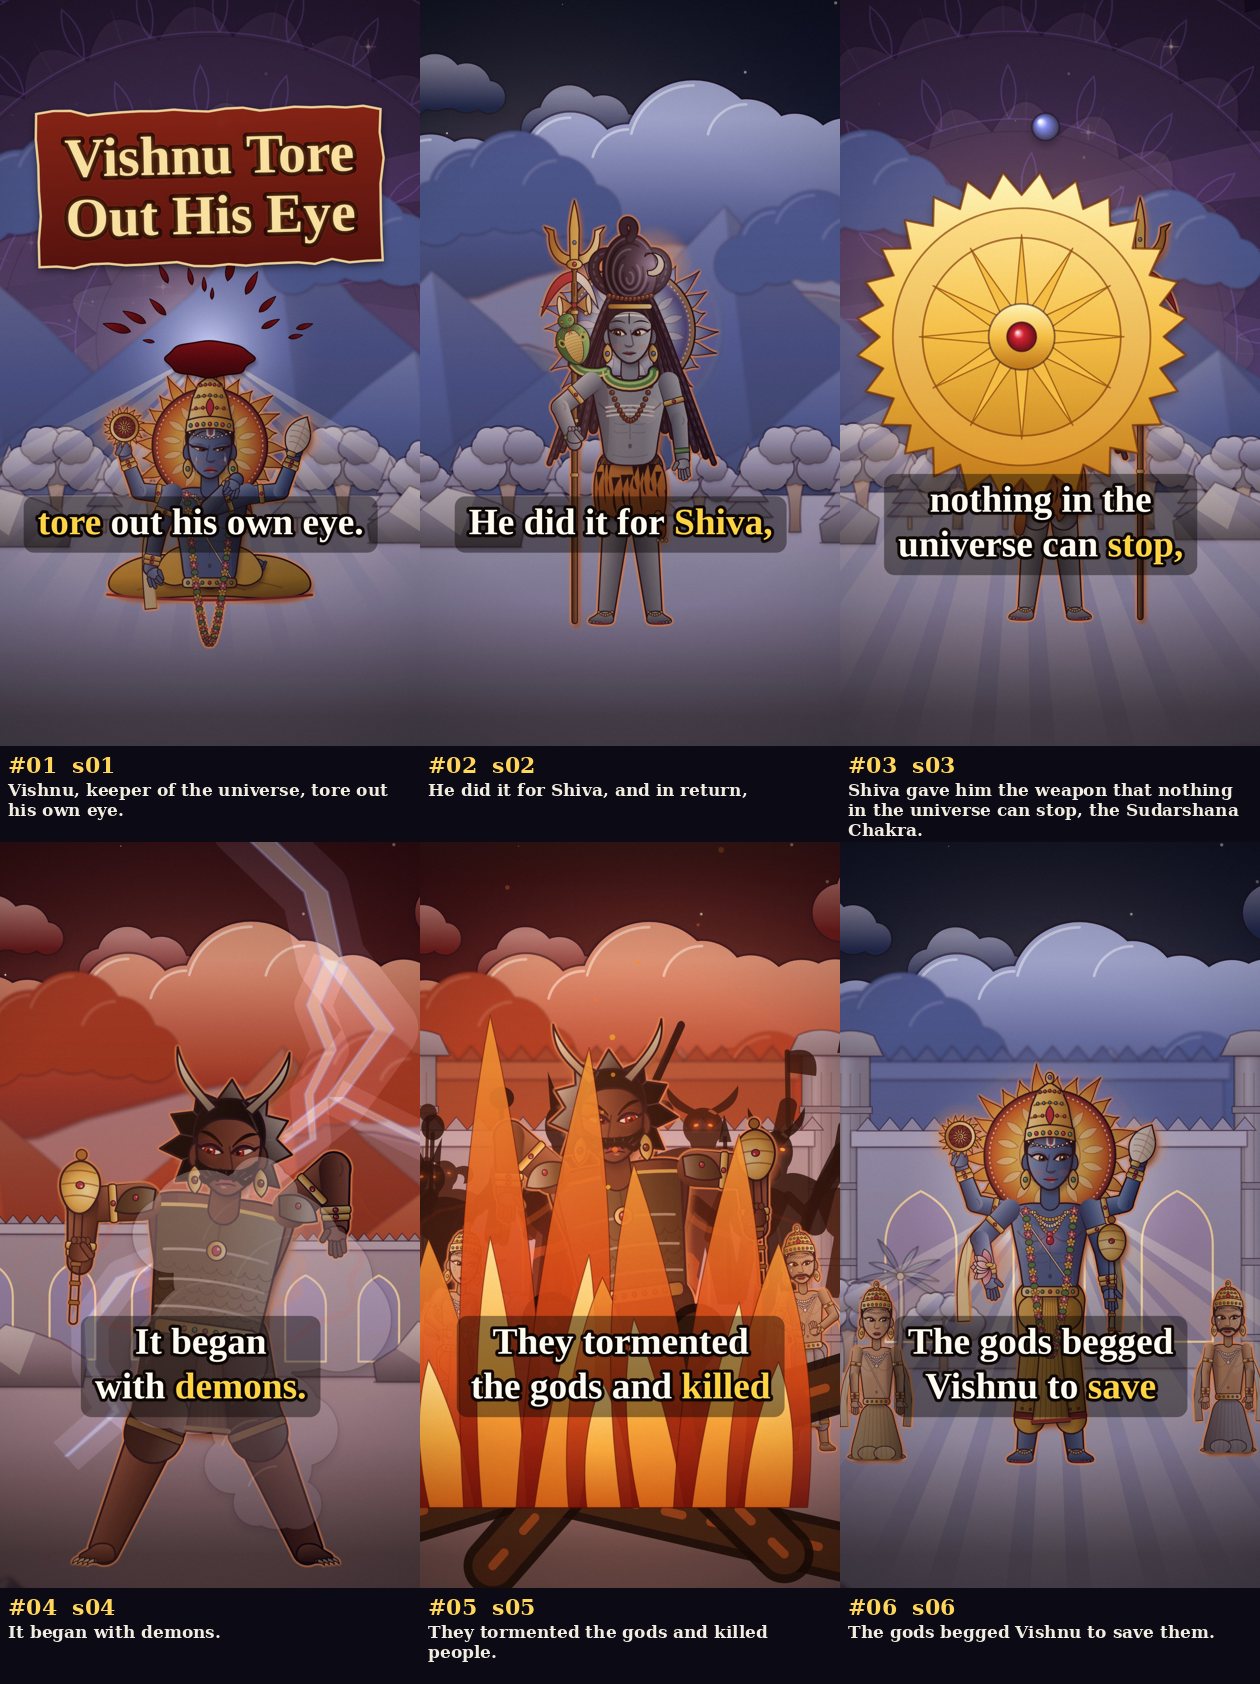 Vishnu Tore
Out His Eye
tore out his own eye.
#01 s01
Vishnu, keeper of the universe, tore out
his own eye.
He did it for Shiva,
#02 s02
He did it for Shiva, and in return,
nothing in the
universe can stop,
#03 s03
Shiva gave him the weapon that nothing
in the universe can stop, the Sudarshana
Chakra.
It began
with demons.
#04 s04
It began with demons.
They tormented
the gods and killed
#05 s05
They tormented the gods and killed
people.
The gods begged
Vishnu to save
#06 s06
The gods begged Vishnu to save them.